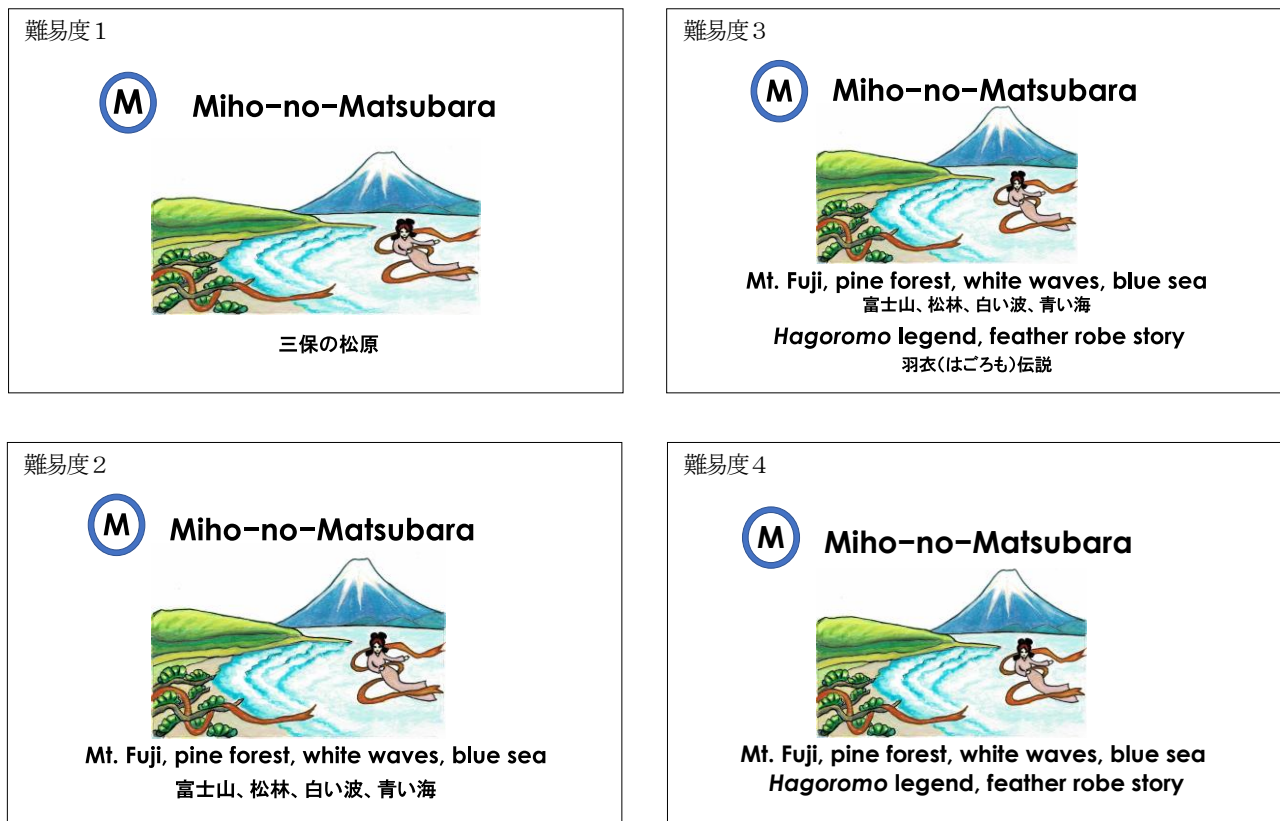 難易度１
M Miho-no-Matsubara
三保の松原
難易度２
M Miho-no-Matsubara
Mt. Fuji, pine forest, white waves, blue sea
富士山、松林、白い波、青い海
難易度３
M Miho-no-Matsubara
Mt. Fuji, pine forest, white waves, blue sea
富士山、松林、白い波、青い海
Hagoromo legend, feather robe story
羽衣(はごろも)伝説
難易度４
M Miho-no-Matsubara
Mt. Fuji, pine forest, white waves, blue sea
Hagoromo legend, feather robe story